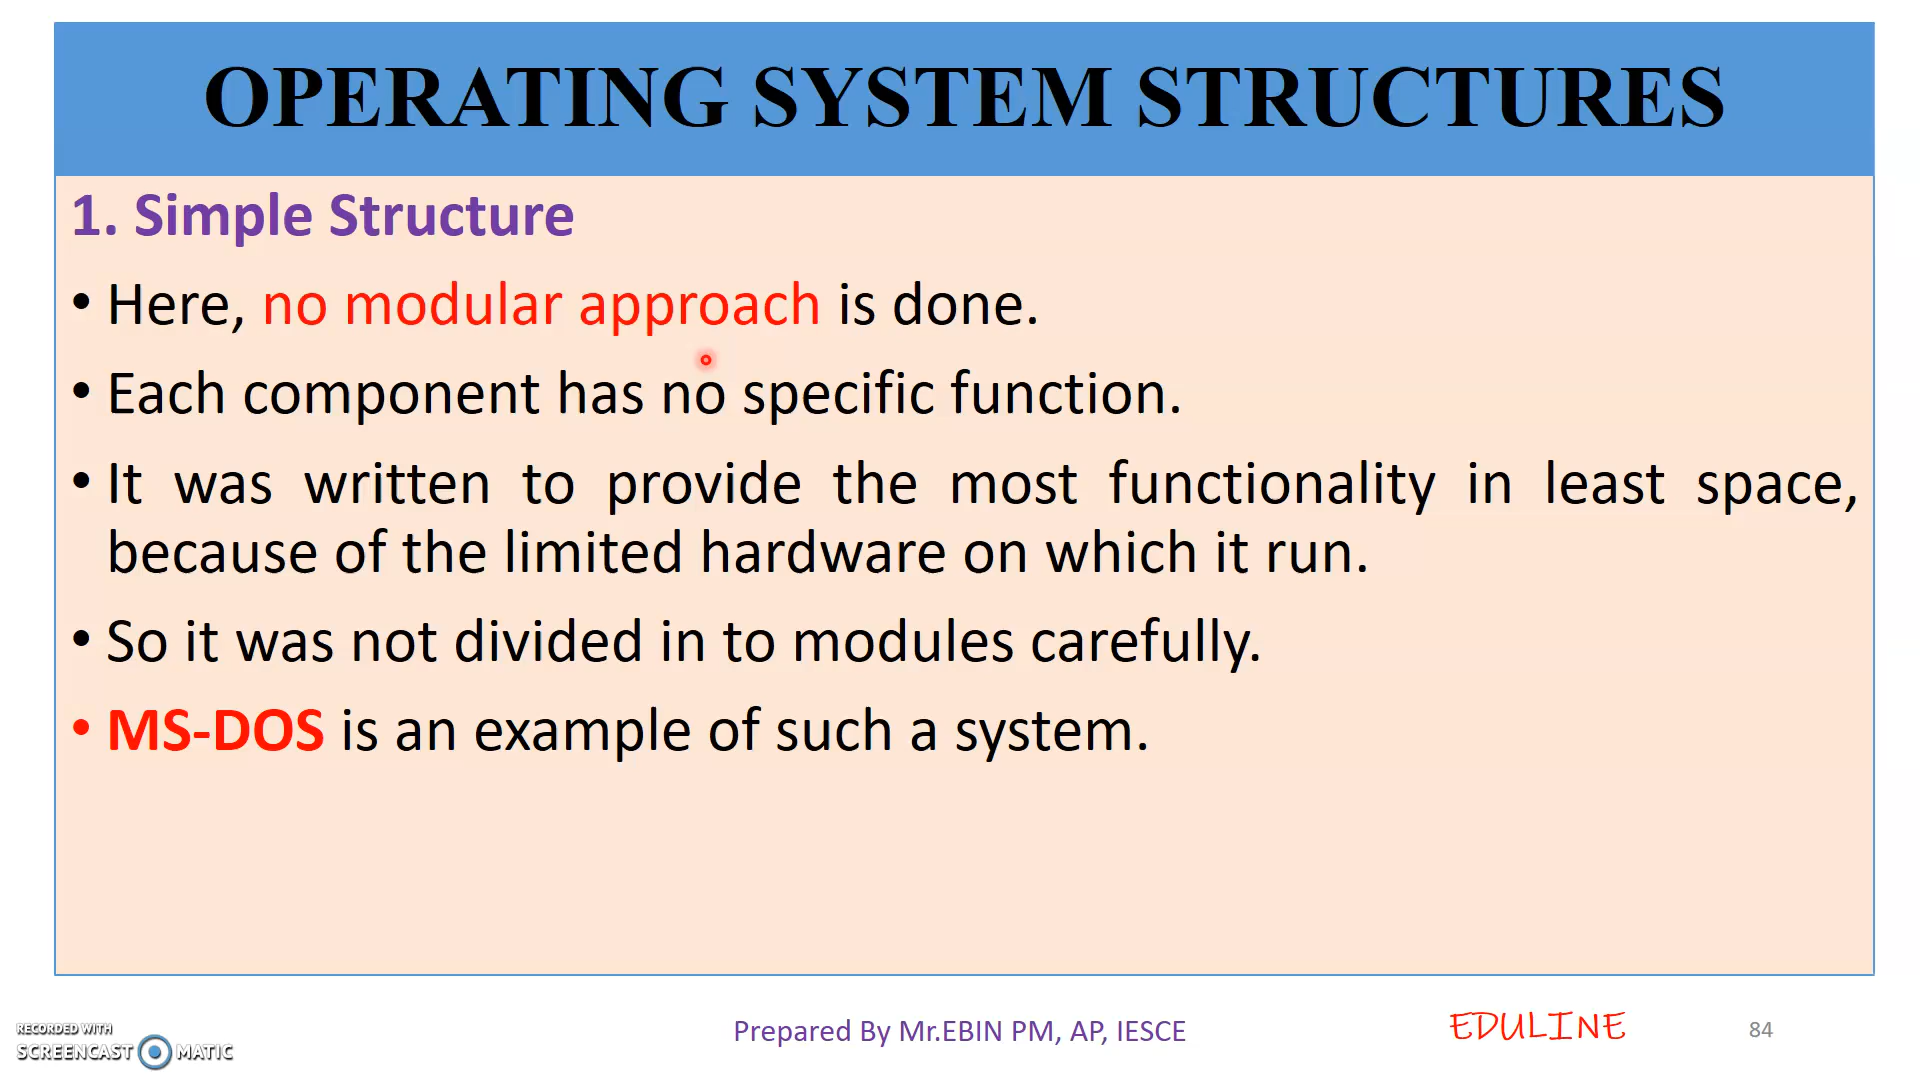 OPERATING SYSTEM STRUCTURES
1. Simple Structure
• Here, no modular approach is done.
• Each component has no specific function.
• It was written to provide the most functionality in least space,
because of the limited hardware on which it run.
• So it was not divided in to modules carefully.
• MS-DOS is an example of such a system.
RECORDED WITH
SCREENCAST MATIC
Prepared By Mr.EBIN PM, AP, IESCE
EDULINE
84